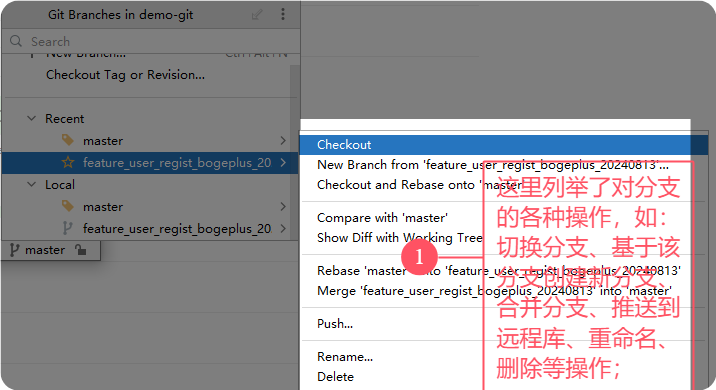 Git Branches in demo-git
Search
New Branch...
Checkout Tag or Revision...
Recent
master
feature_user_regist_bogeplus_20
Local
master
feature_user_regist_bogeplus_20
master
Checkout
New Branch from 'feature_user_regist_bogeplus_20240813'...
Checkout and Rebase onto 'master'
Compare with 'master'
Show Diff with Working Tree
Rebase 'master' onto 'feature_user_regist_bogeplus_20240813'
Merge 'feature_user_regist_bogeplus_20240813' into 'master'
Push...
Rename...
Delete
1
这里列举了对分支
的各种操作，如：
切换分支、基于该
分支创建新分支、
合并分支、推送到
远程库、重命名、
删除等操作；